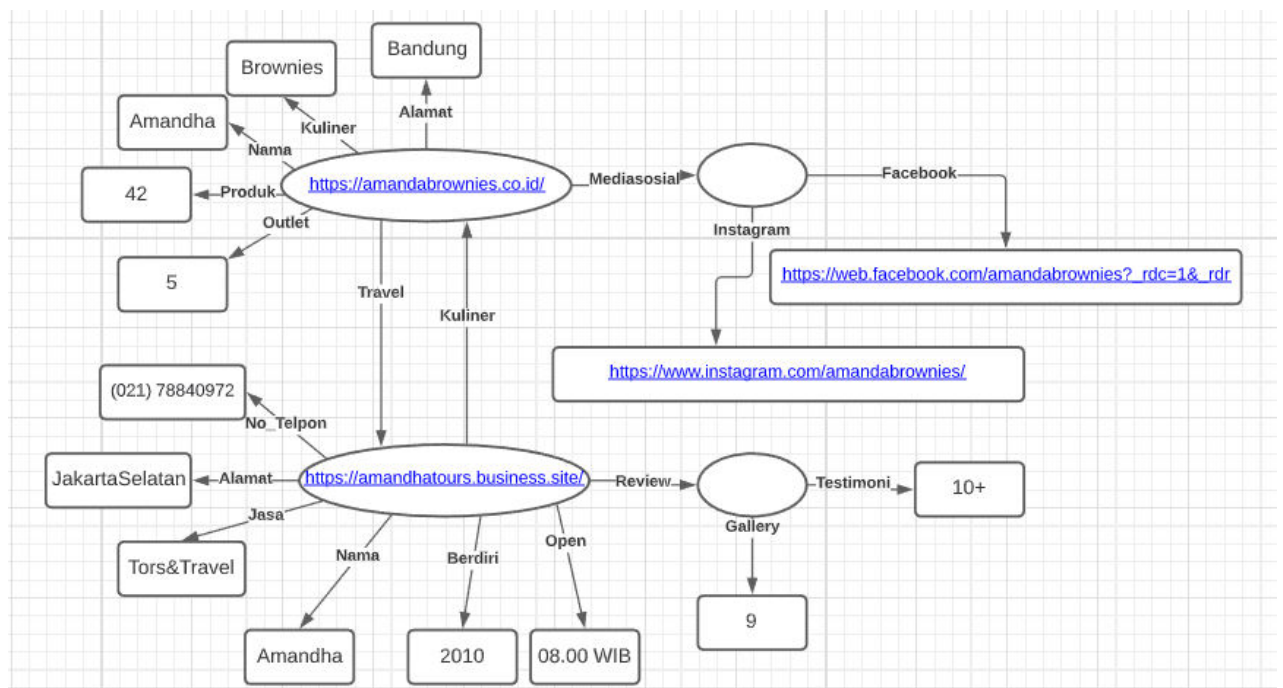 Bandung
Brownies
Alamat
Amandha
Kuliner
Nama
https://amandabrownies.co.id/
Mediasosial
Facebook
42
Produk
Outlet
Instagram
5
https://web.facebook.com/amandabrownies?_rdc=1&_rdr
Travel
Kuliner
https://www.instagram.com/amandabrownies/
(021) 78840972
No_Telpon
JakartaSelatan
Alamat
https://amandhatours.business.site/
Review
Testimoni
10+
Jasa
Gallery
Tors&Travel
Nama
Berdiri
Open
9
Amandha
2010
08.00 WIB